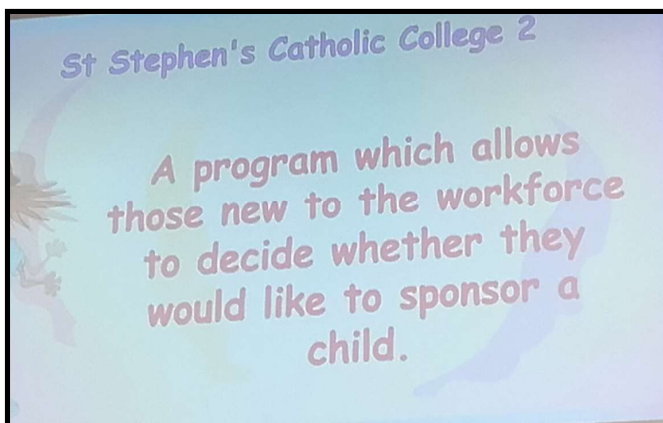 St Stephen's Catholic College 2
A program which allows
those new to the workforce
to decide whether they
would like to sponsor a
child.